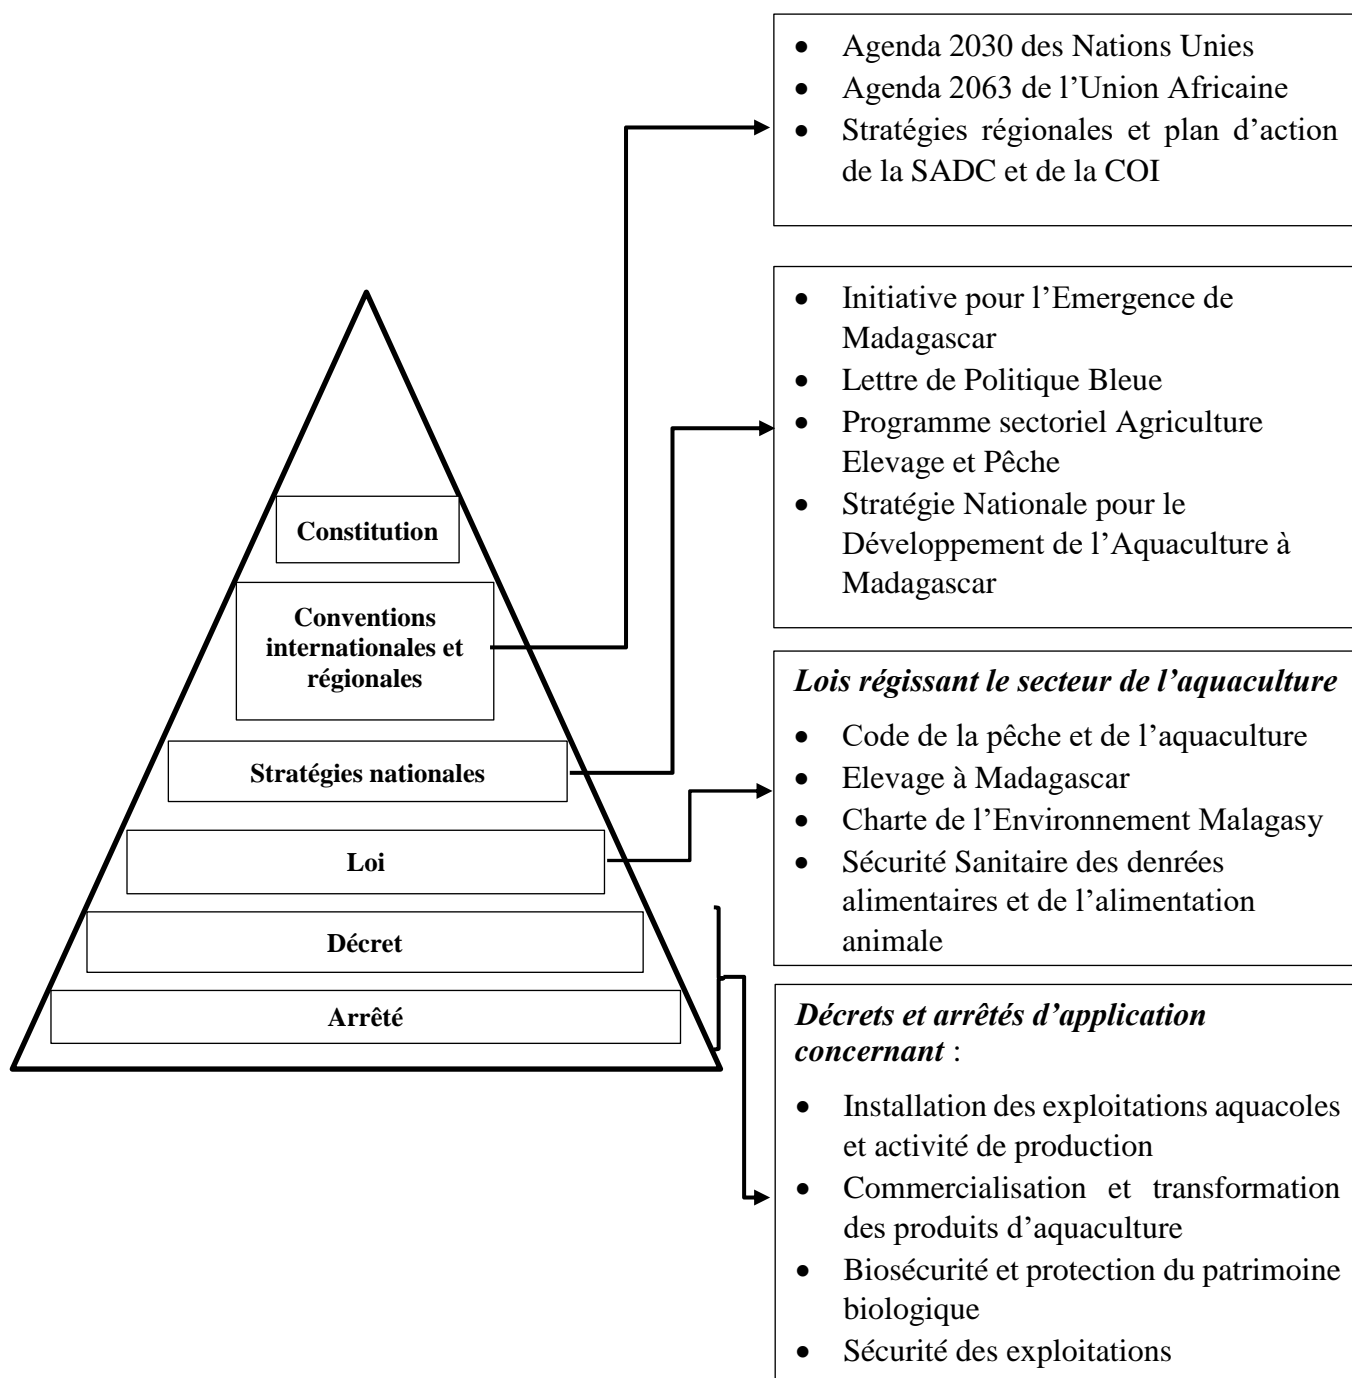 • Agenda 2030 des Nations Unies
• Agenda 2063 de l’Union Africaine
• Stratégies régionales et plan d’action
de la SADC et de la COI
• Initiative pour l’Emergence de
Madagascar
• Lettre de Politique Bleue
• Programme sectoriel Agriculture
Elevage et Pêche
• Stratégie Nationale pour le
Développement de l’Aquaculture à
Madagascar
Constitution
Conventions
internationales et
régionales
Stratégies nationales
Loi
Décret
Arrêté
Lois régissant le secteur de l’aquaculture
• Code de la pêche et de l’aquaculture
• Elevage à Madagascar
• Charte de l’Environnement Malagasy
• Sécurité Sanitaire des denrées
alimentaires et de l’alimentation
animale
Décrets et arrêtés d’application
concernant :
• Installation des exploitations aquacoles
et activité de production
• Commercialisation et transformation
des produits d’aquaculture
• Biosécurité et protection du patrimoine
biologique
• Sécurité des exploitations